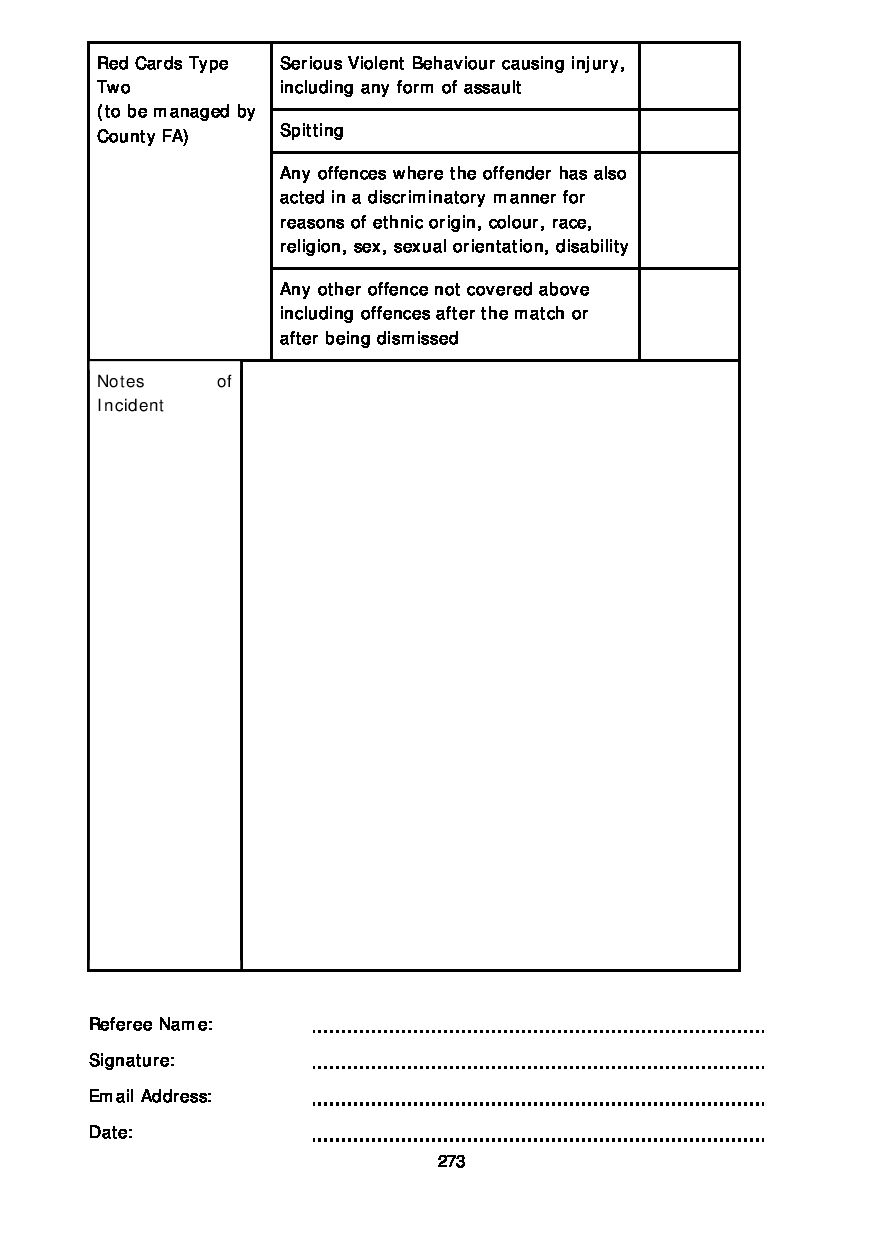 Red Cards Type
Two
(to be managed by
County FA)
Serious Violent Behaviour causing injury,
including any form of assault
Spitting
Any offences where the offender has also
acted in a discriminatory manner for
reasons of ethnic origin, colour, race,
religion, sex, sexual orientation, disability
Any other offence not covered above
including offences after the match or
after being dismissed
Notes of
Incident
Referee Name: ................................................................................
Signature: ................................................................................
Email Address: ................................................................................
Date: ................................................................................
273